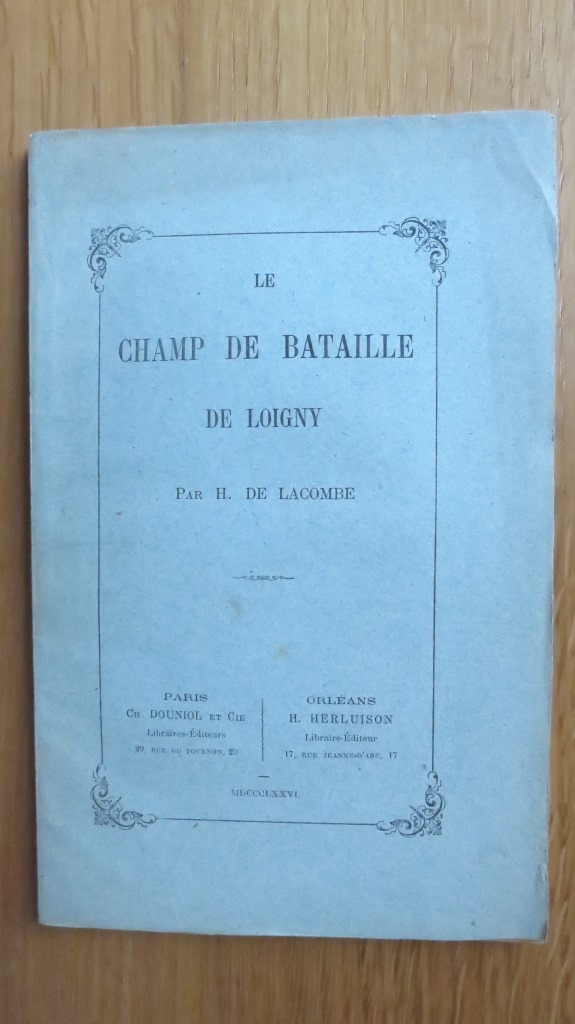 LE
CHAMP DE BATAILLE
DE LOIGNY
PAR H. DE LACOMBE
PARIS
CH. DOUNIOL ET CIE
Libraires-Éditeurs
29, RUE DE TOURNON, 29
ORLÉANS
H. HERLUISON
Libraire-Éditeur
17, RUE JEANNE-D'ARC, 17
MDCCCLXXVI